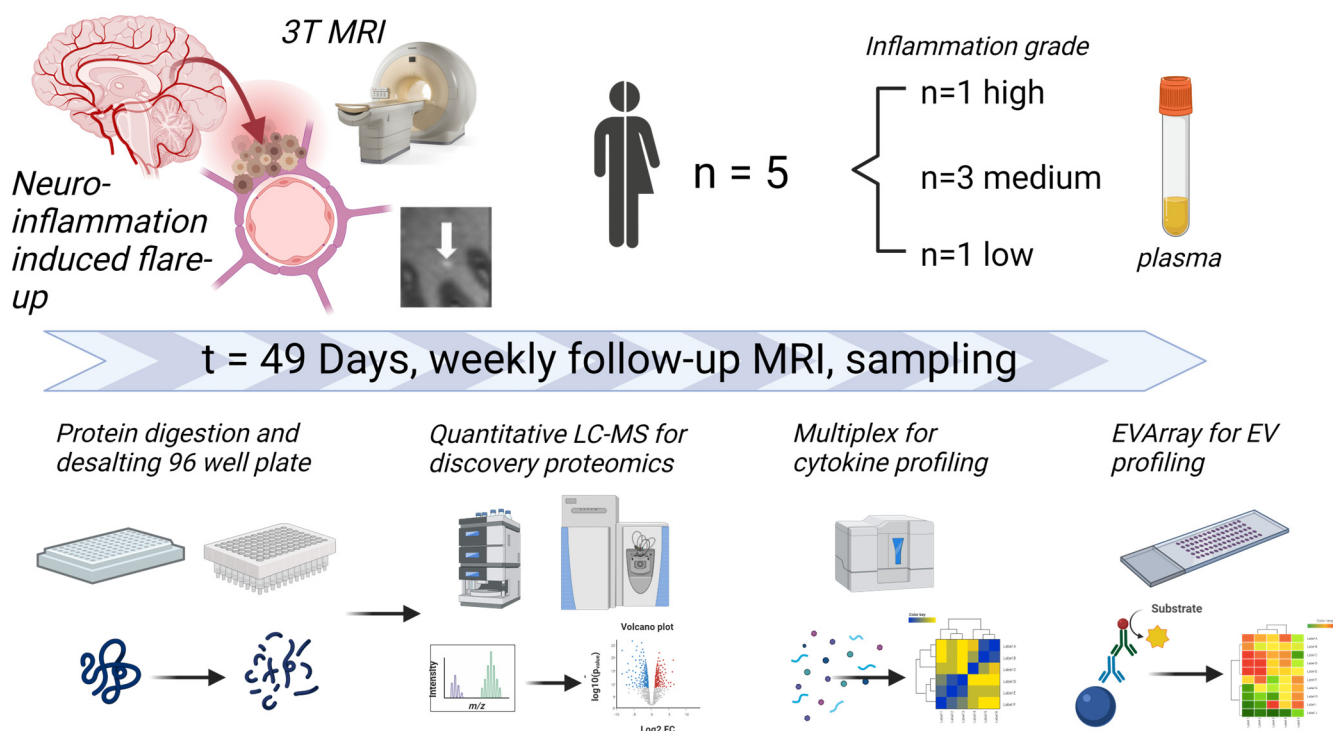 3T MRI
Neuro-
inflammation
induced flare-
up
n = 5
Inflammation grade
n=1 high
n=3 medium
n=1 low
plasma
t = 49 Days, weekly follow-up MRI, sampling
Protein digestion and
desalting 96 well plate
Quantitative LC-MS for
discovery proteomics
Intensity
m/z
Volcano plot
log10(pvalue)
Log2 FC
Multiplex for
cytokine profiling
Color key
Label A
Label B
EVArray for EV
profiling
Substrate